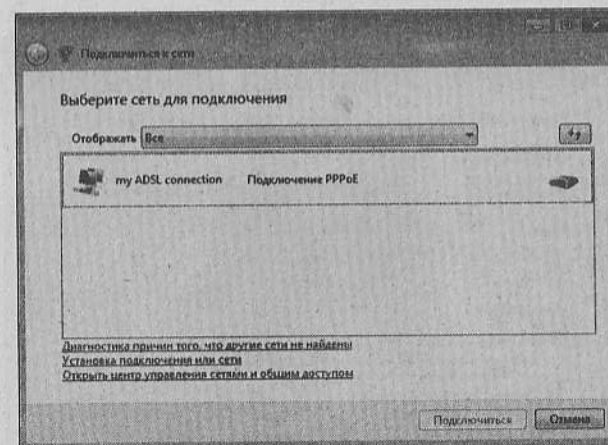 Подключиться к сети
Выберите сеть для подключения
Отображать Все
my ADSL connection Подключение PPPoE
Диагностика причин того, что другие сети не найдены
Установка подключения или сети
Открыть центр управления сетями и общим доступом
Подключиться Отмена